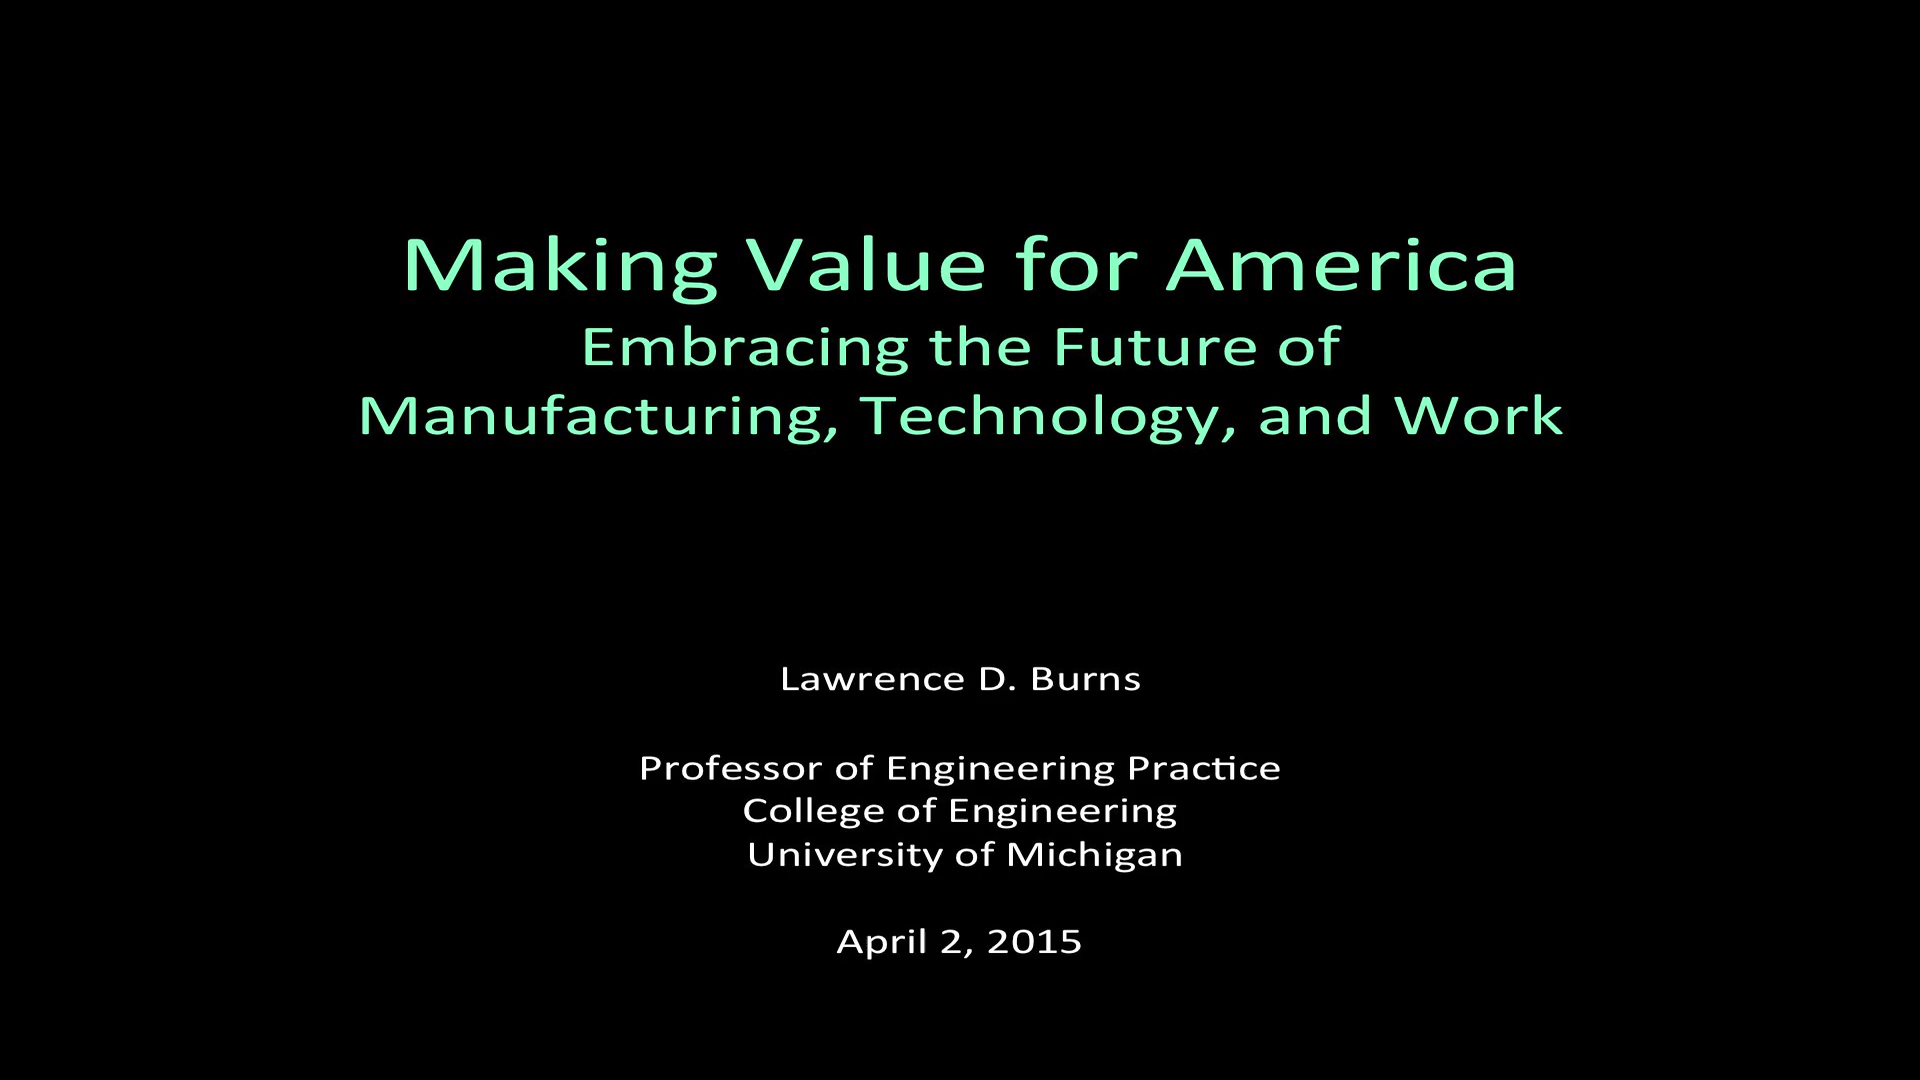 Making Value for America
Embracing the Future of
Manufacturing, Technology, and Work
Lawrence D. Burns
Professor of Engineering Practice
College of Engineering
University of Michigan
April 2, 2015